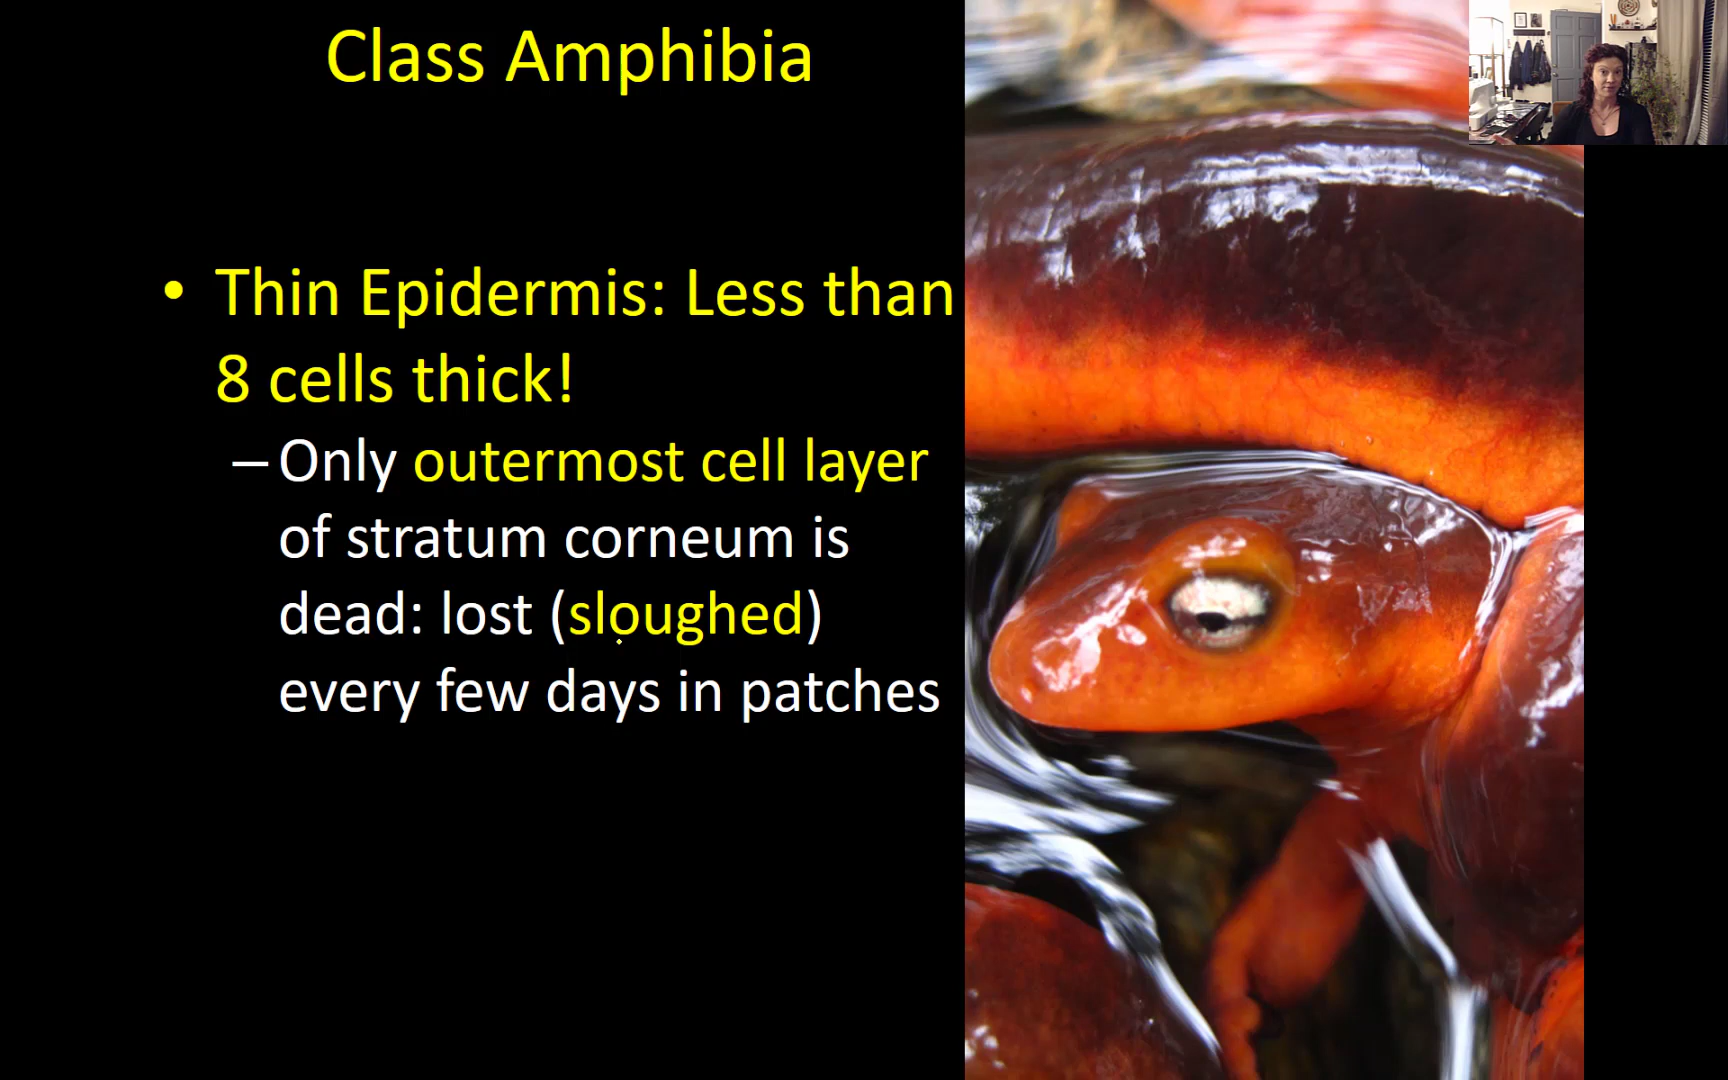 Class Amphibia
• Thin Epidermis: Less than
8 cells thick!
– Only outermost cell layer
of stratum corneum is
dead: lost (sloughed)
every few days in patches